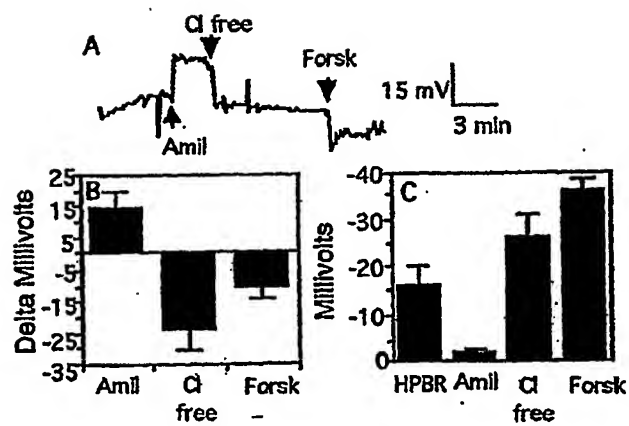 Cl free
A
Forsk
15 mV
3 min
Amil
B
25
15
5
-5
-15
-25
-35
Delta Millivolts
Amil
Cl
free
Forsk
C
-40
-30
-20
-10
0
Millivolts
HPBR
Amil
Cl
free
Forsk